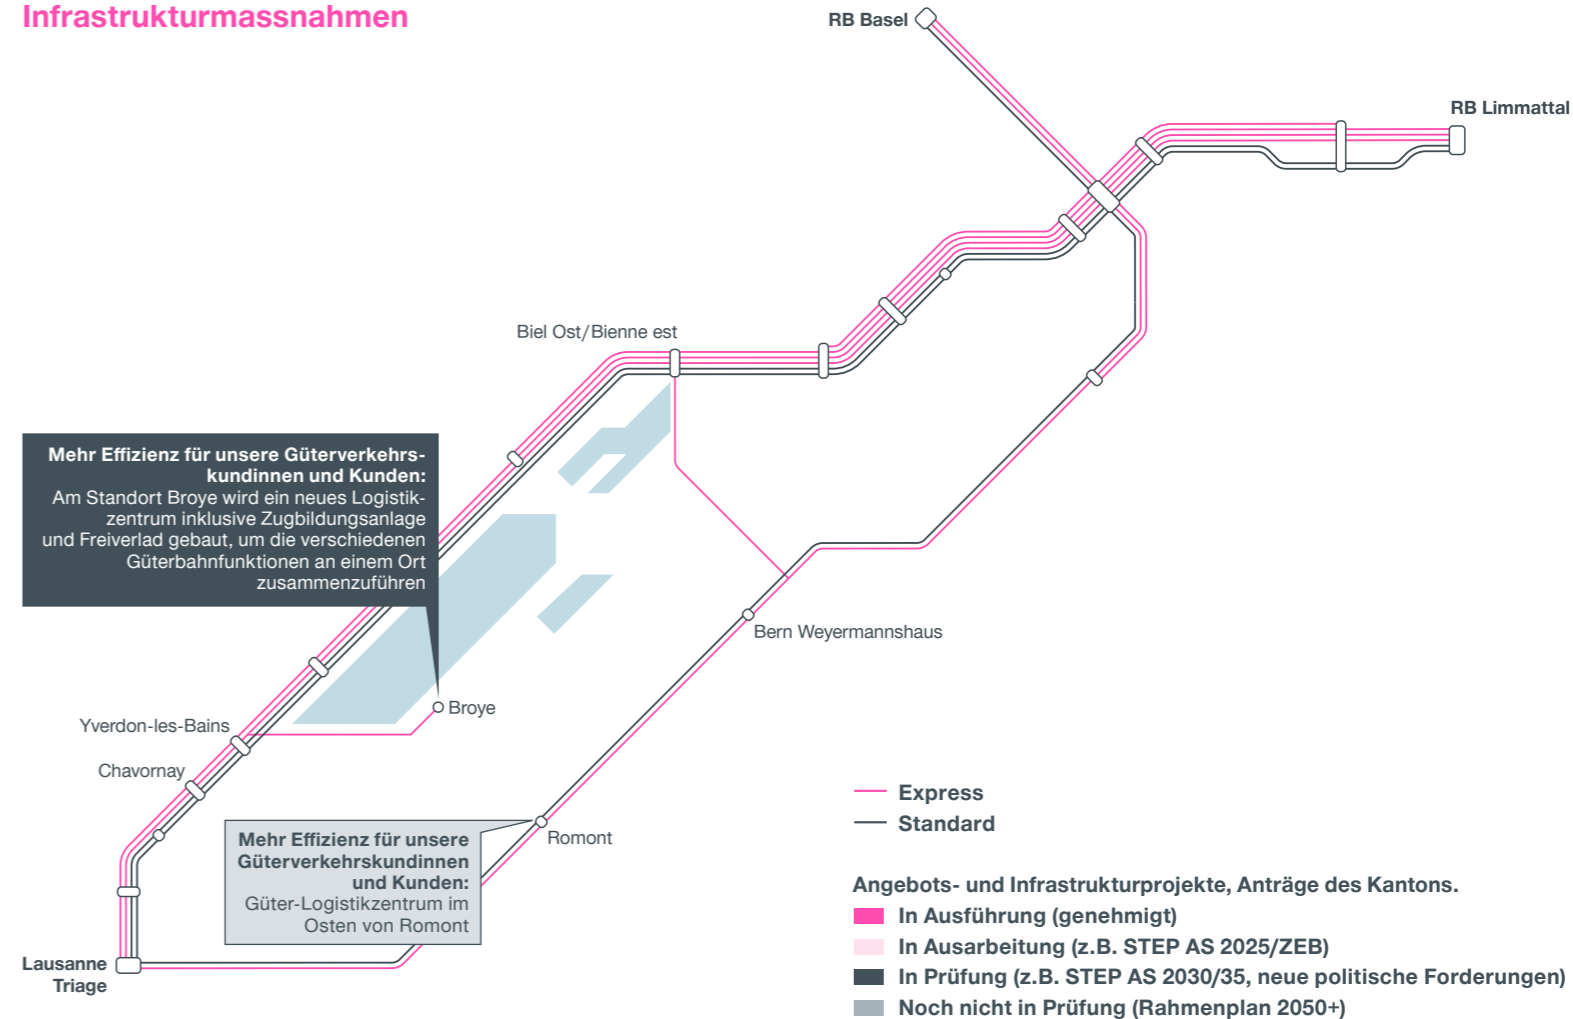 Infrastrukturmassnahmen
RB Basel
RB Limmattal
Biel Ost/Bienne est
Mehr Effizienz für unsere Güterverkehrs-
kundinnen und Kunden:
Am Standort Broye wird ein neues Logistik-
zentrum inklusive Zugbildungsanlage
und Freiverlad gebaut, um die verschiedenen
Güterbahnfunktionen an einem Ort
zusammenzuführen
Bern Weyermannshaus
Broye
Yverdon-les-Bains
Chavornay
Mehr Effizienz für unsere
Güterverkehrskundinnen
und Kunden:
Güter-Logistikzentrum im
Osten von Romont
Romont
Lausanne
Triage
Express
Standard
Angebots- und Infrastrukturprojekte, Anträge des Kantons.
In Ausführung (genehmigt)
In Ausarbeitung (z.B. STEP AS 2025/ZEB)
In Prüfung (z.B. STEP AS 2030/35, neue politische Forderungen)
Noch nicht in Prüfung (Rahmenplan 2050+)